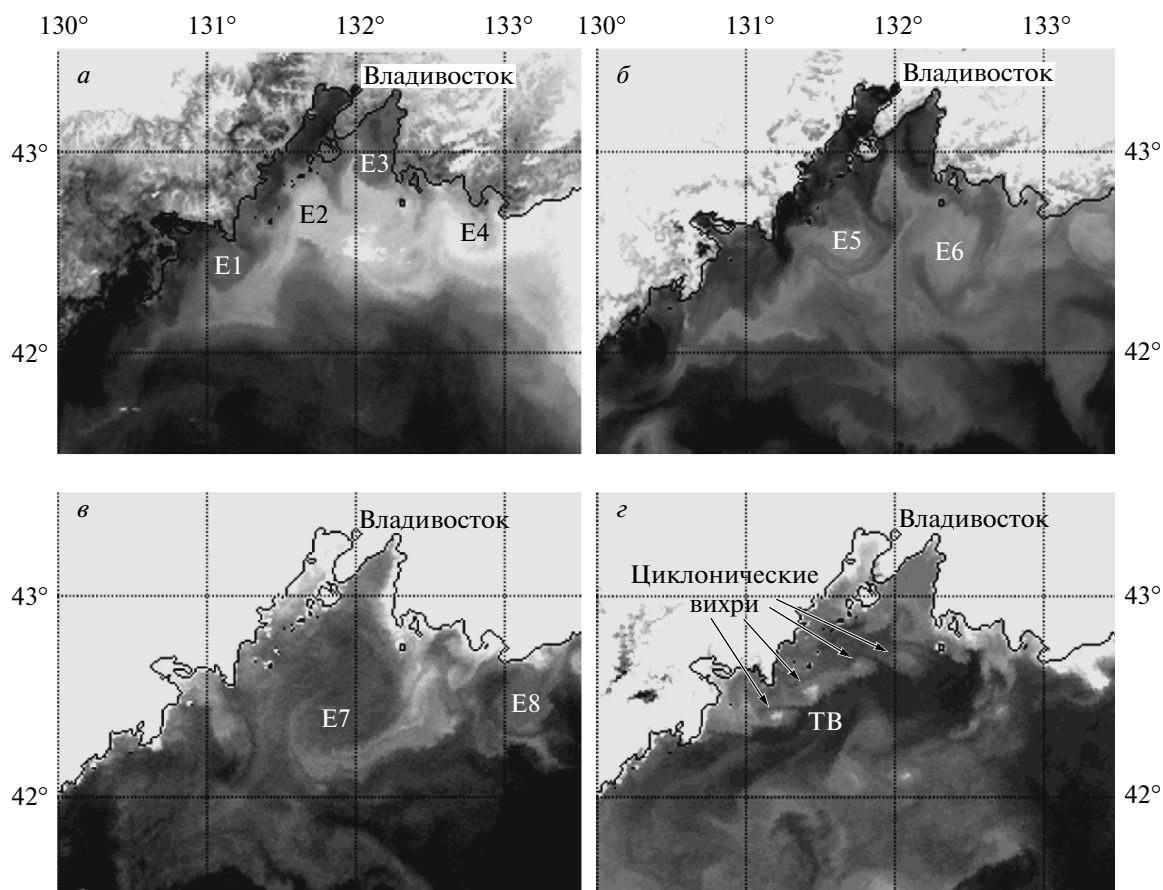 130° 131° 132° 133° 130° 131° 132° 133°
а Владивосток б Владивосток
43° 43°
E3
E2
E4 E5 E6
E1
42° 42°
в Владивосток г Владивосток
Циклонические
43° вихри 43°
E8
E7 ТВ
42° 42°